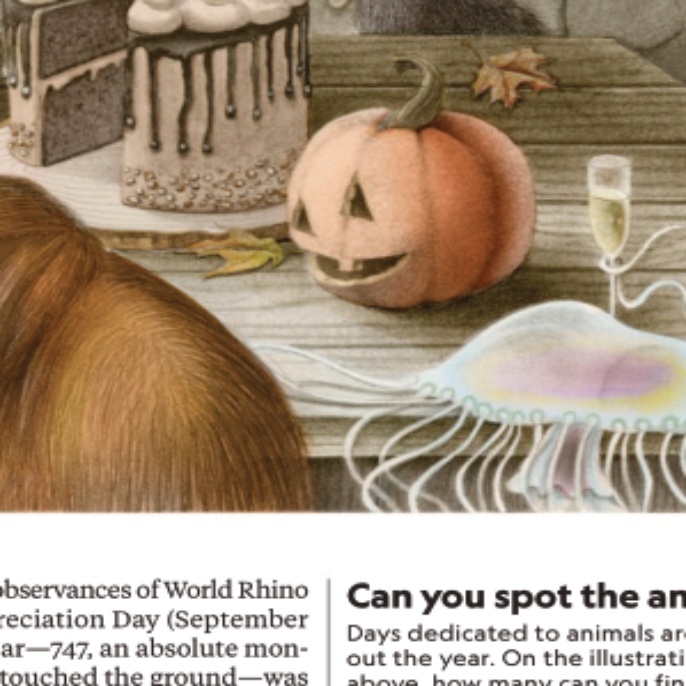 observances of World Rhino
reciation Day (September
ar—747, an absolute mon-
touched the ground—was
Can you spot the an
Days dedicated to animals are
out the year. On the illustrati
above, how many can you fin